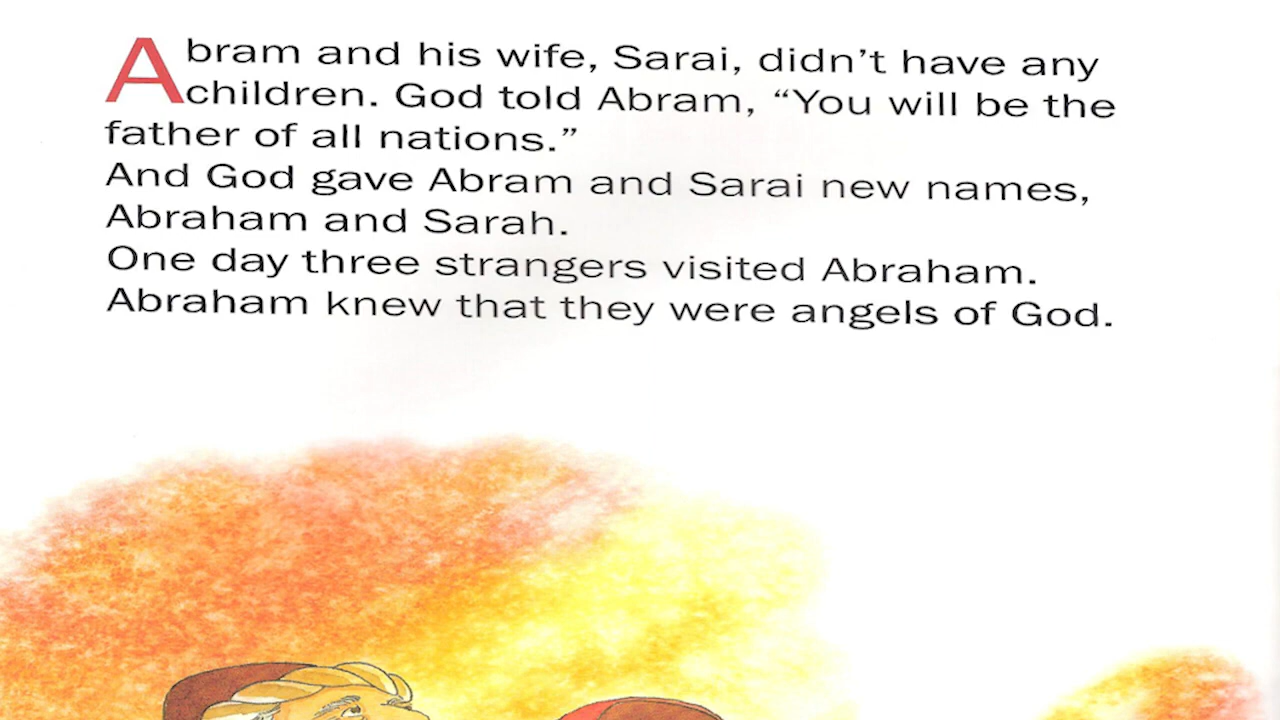 Abram and his wife, Sarai, didn’t have any
children. God told Abram, “You will be the
father of all nations.”
And God gave Abram and Sarai new names,
Abraham and Sarah.
One day three strangers visited Abraham.
Abraham knew that they were angels of God.